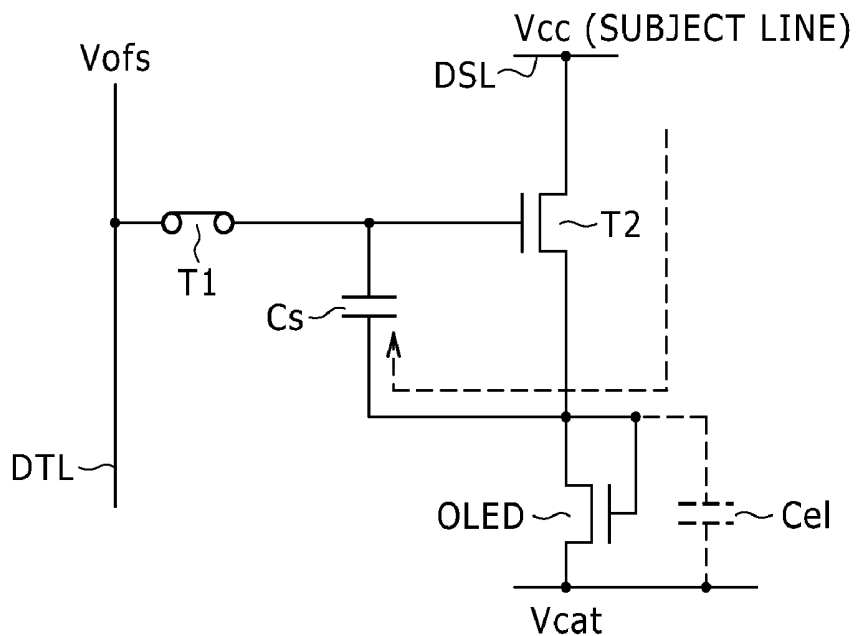 Vcc (SUBJECT LINE)
Vofs
DSL
T2
T1
Cs
DTL
OLED
Cel
Vcat